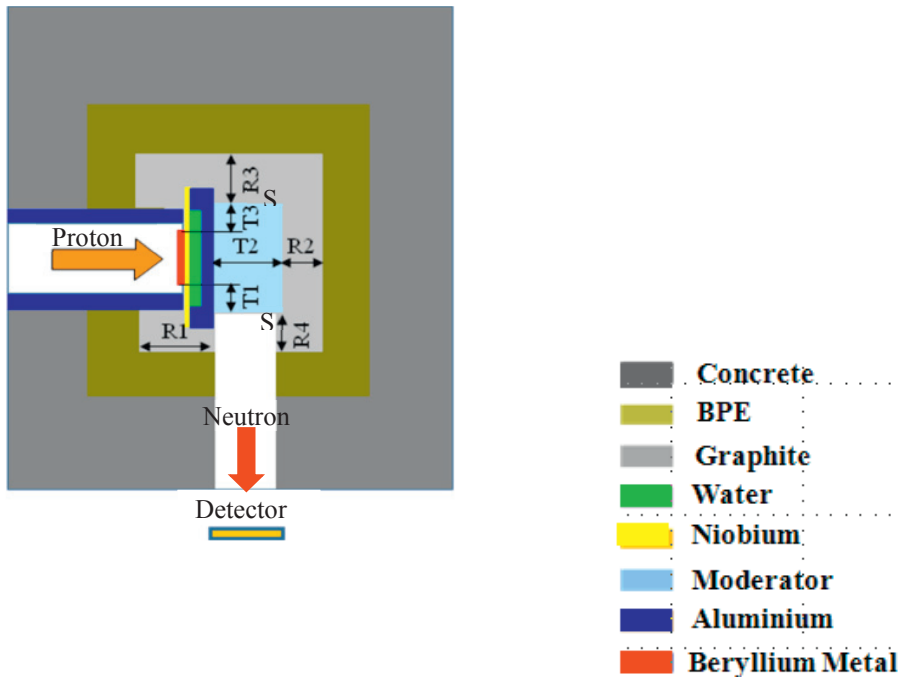 R3
S
T3
Proton
T2
R2
T1
S
R1
R4
Neutron
Detector
Concrete
BPE
Graphite
Water
Niobium
Moderator
Aluminium
Beryllium Metal